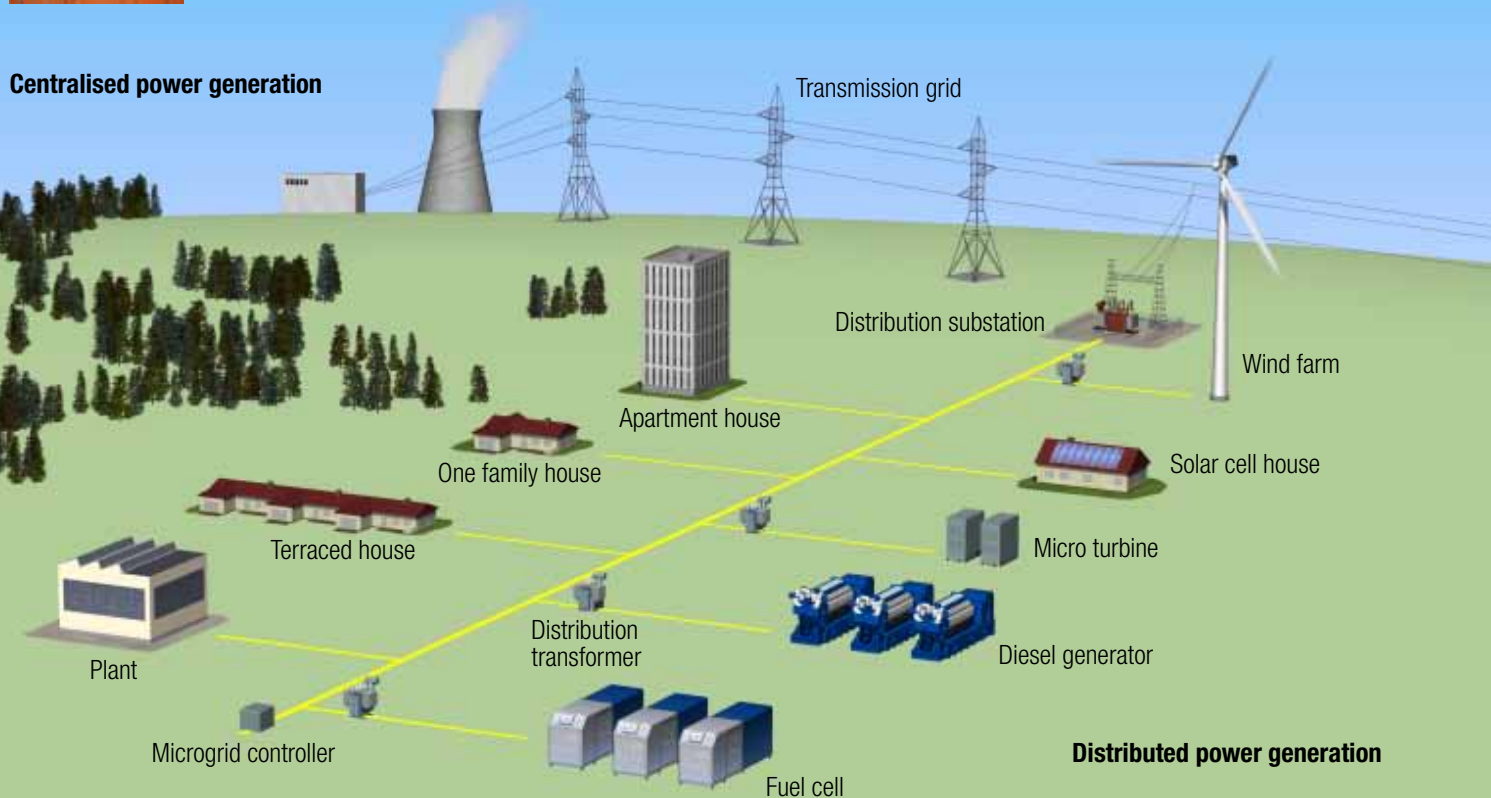 Centralised power generation
Transmission grid
Distribution substation
Wind farm
Apartment house
One family house
Solar cell house
Terraced house
Micro turbine
Distribution
transformer
Diesel generator
Plant
Microgrid controller
Distributed power generation
Fuel cell